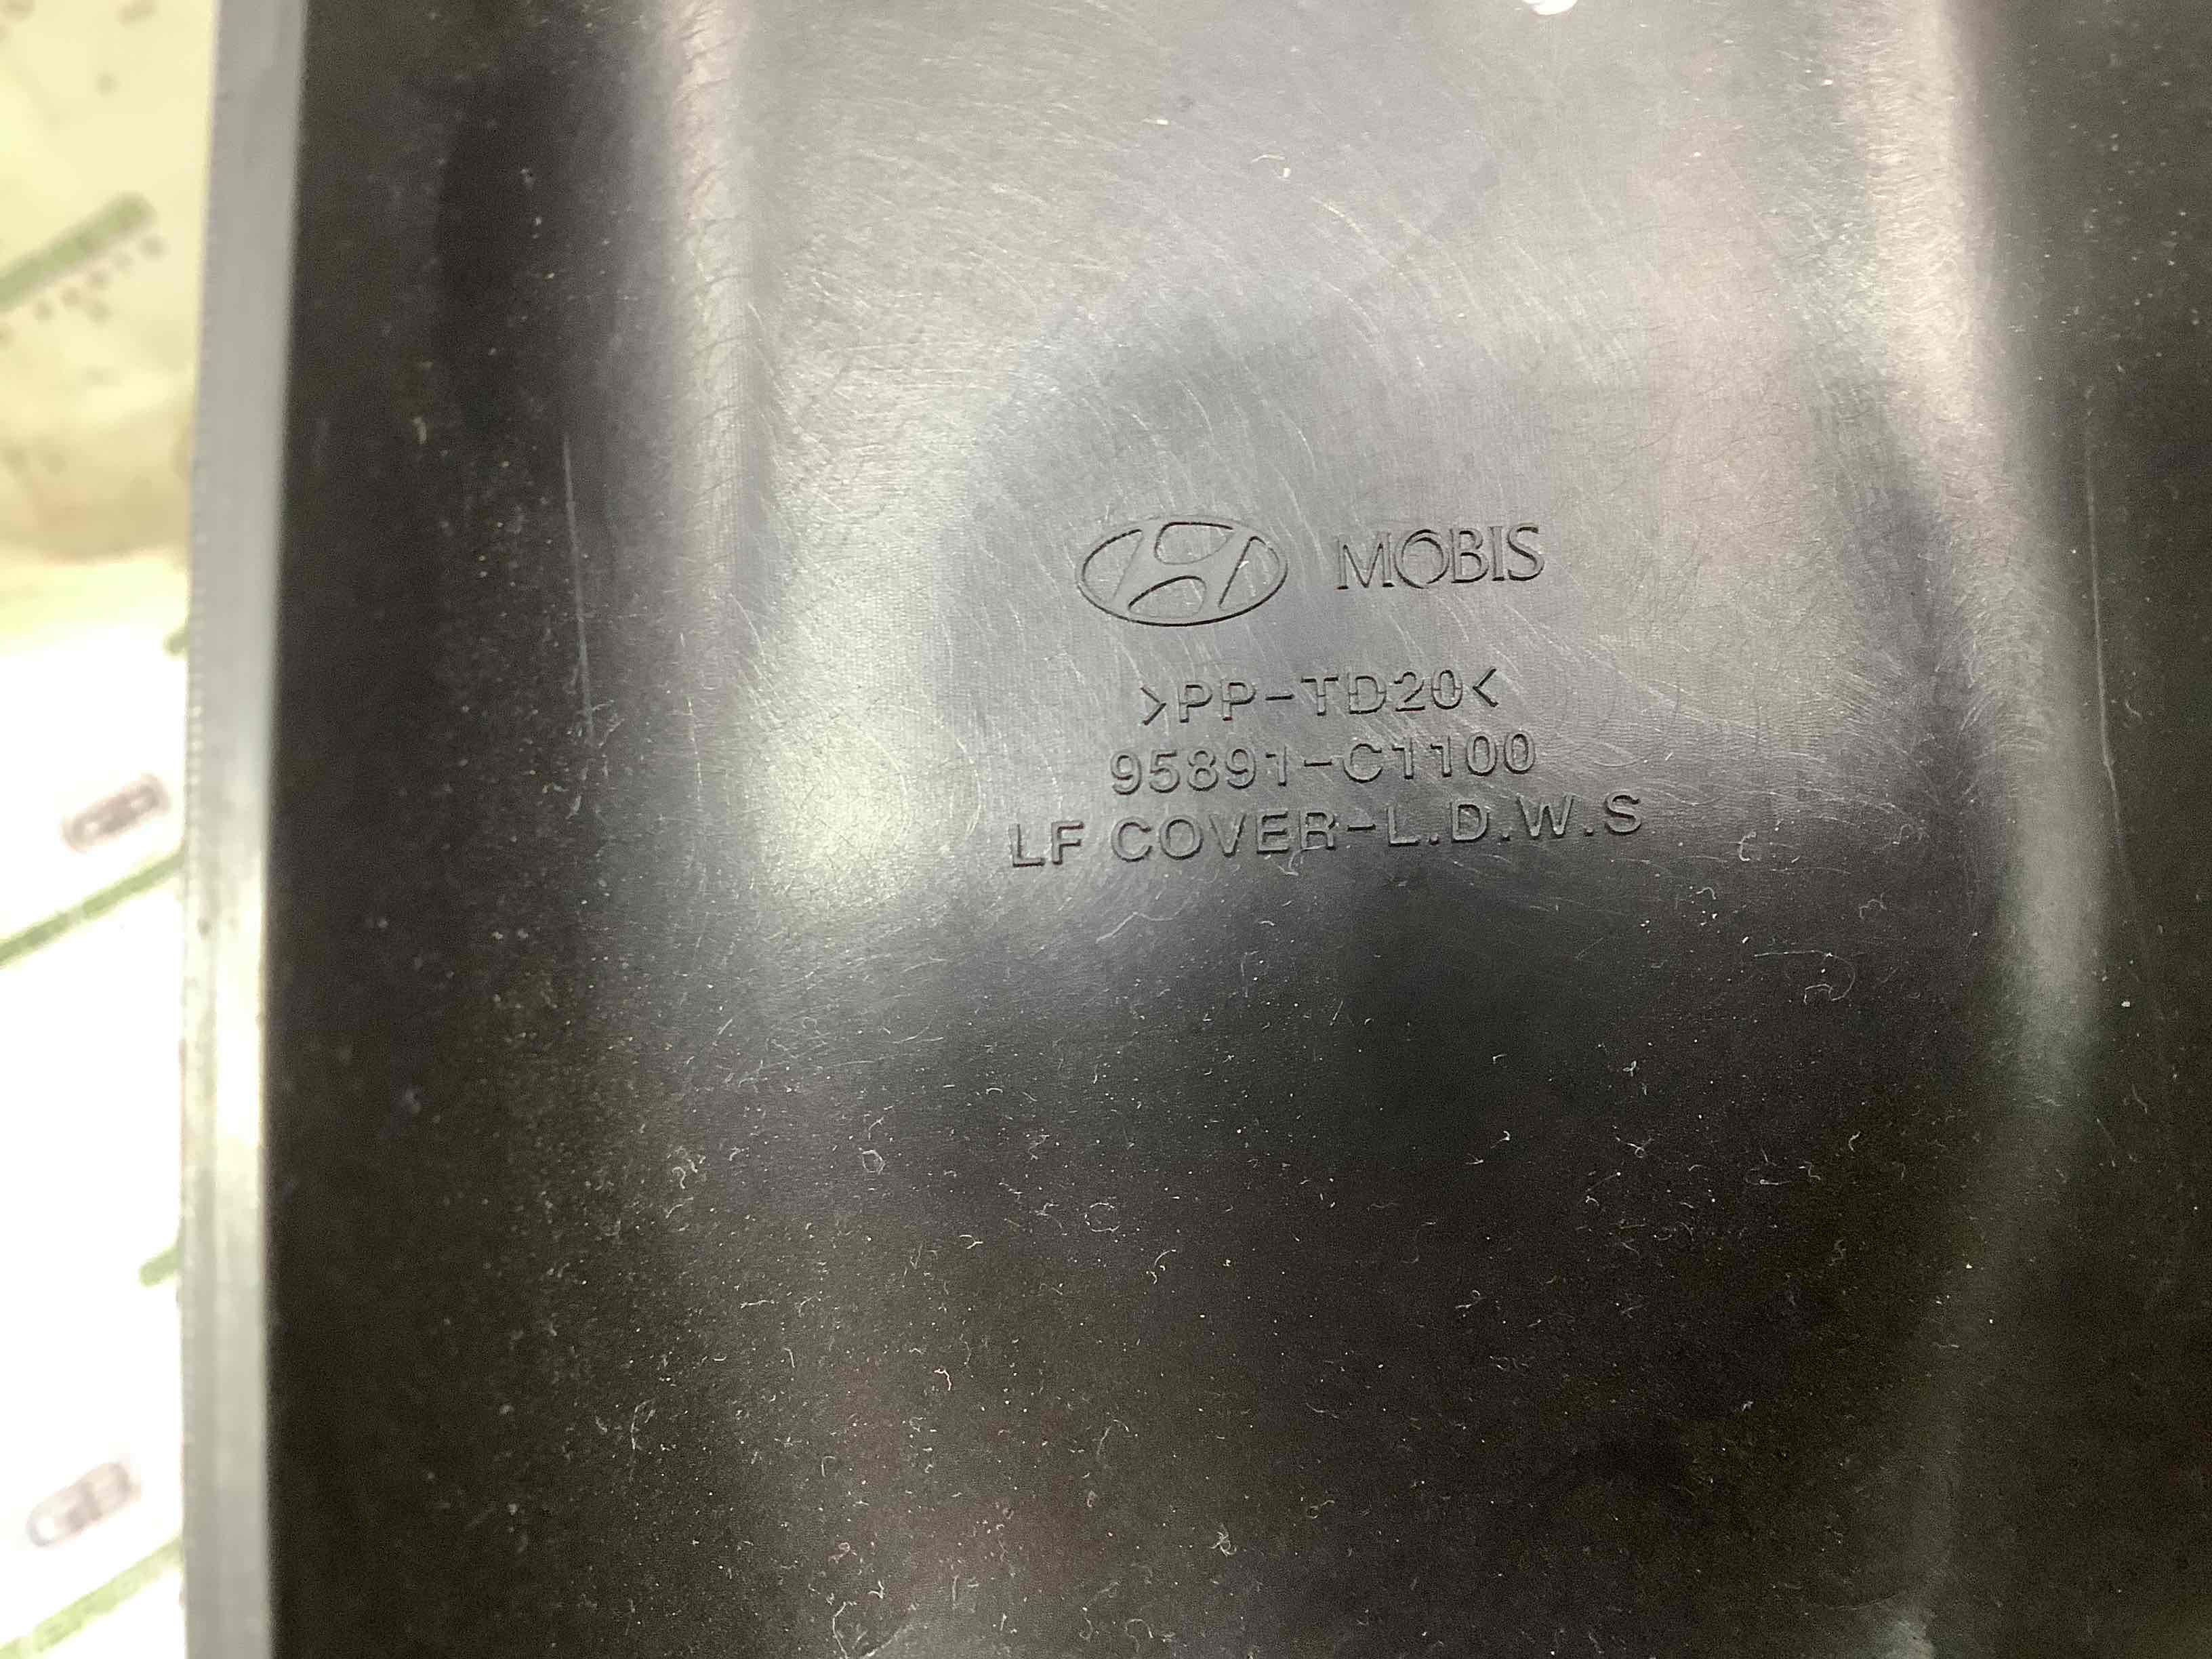 MOBIS
>PP-TD20<
95891-C1100
LF COVER-L.D.W.S